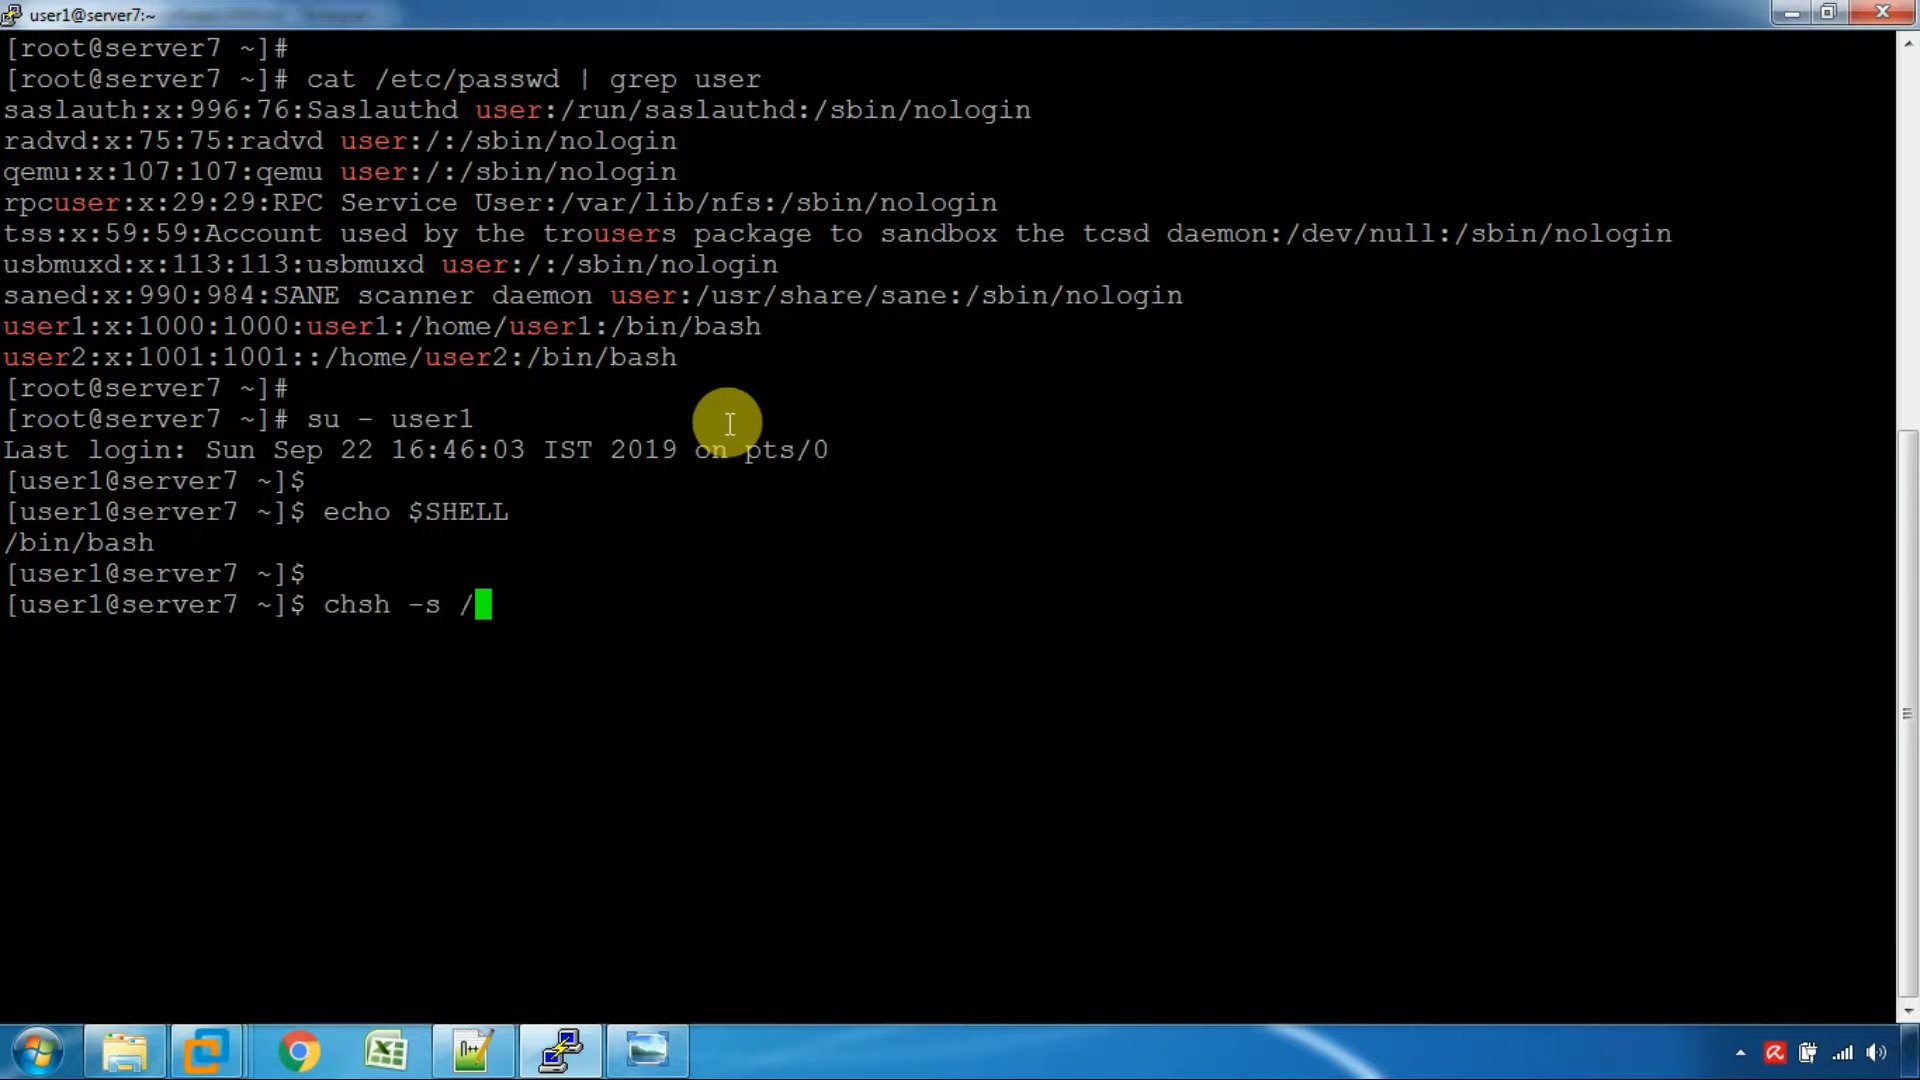 user1@server7:~
[root@server7 ~]#
[root@server7 ~]# cat /etc/passwd | grep user
saslauth:x:996:76:Saslauthd user:/run/saslauthd:/sbin/nologin
radvd:x:75:75:radvd user:/:/sbin/nologin
qemu:x:107:107:qemu user:/:/sbin/nologin
rpcuser:x:29:29:RPC Service User:/var/lib/nfs:/sbin/nologin
tss:x:59:59:Account used by the trousers package to sandbox the tcsd daemon:/dev/null:/sbin/nologin
usbmuxd:x:113:113:usbmuxd user:/:/sbin/nologin
saned:x:990:984:SANE scanner daemon user:/usr/share/sane:/sbin/nologin
user1:x:1000:1000:user1:/home/user1:/bin/bash
user2:x:1001:1001::/home/user2:/bin/bash
[root@server7 ~]#
[root@server7 ~]# su - user1
Last login: Sun Sep 22 16:46:03 IST 2019 on pts/0
[user1@server7 ~]$
[user1@server7 ~]$ echo $SHELL
/bin/bash
[user1@server7 ~]$
[user1@server7 ~]$ chsh -s /